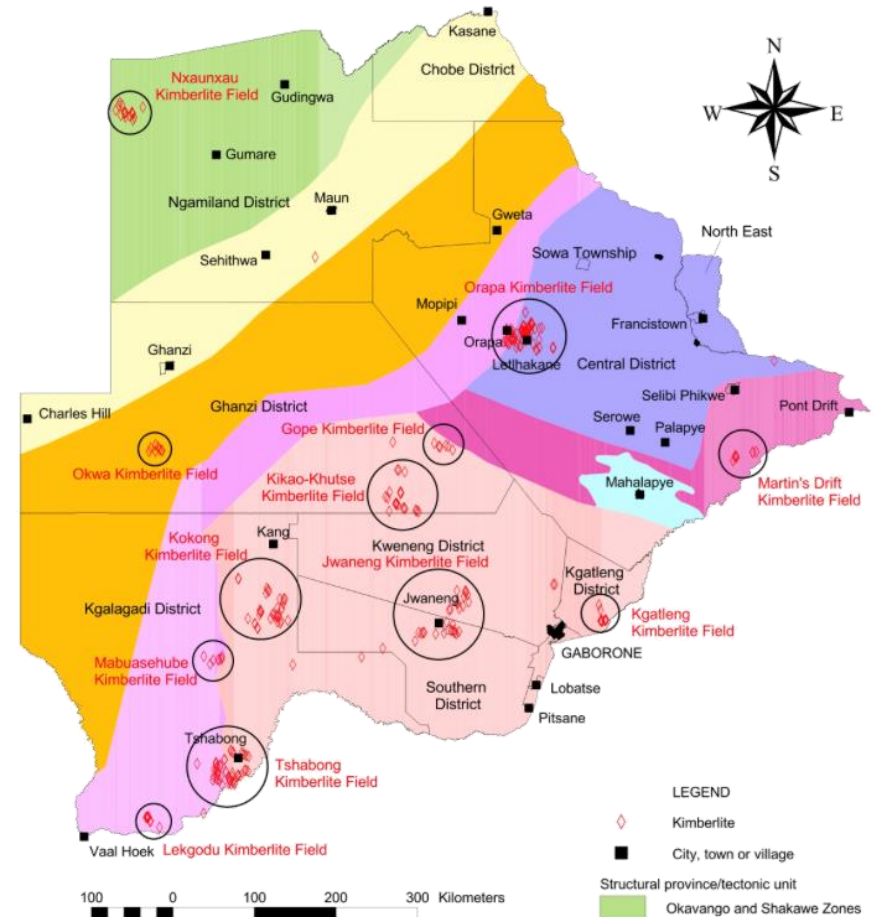 Kasane
Chobe District
Nxaunxau
Kimberlite Field
Gudingwa
N
W
E
S
Gumare
Ngamiland District
Maun
Gweta
North East
Sehithwa
Sowa Township
Orapa Kimberlite Field
Mopipi
Francistown
Orapa
Letlhakane
Central District
Ghanzi
Selibi Phikwe
Ghanzi District
Pont Drift
Charles Hill
Serowe
Palapye
Gope Kimberlite Field
Okwa Kimberlite Field
Kikao-Khutse
Kimberlite Field
Mahalapye
Martin's Drift
Kimberlite Field
Kokong
Kimberlite Field
Kang
Kweneng District
Jwaneng Kimberlite Field
Kgatleng
District
Jwaneng
Kgalagadi District
Kgatleng
Kimberlite Field
GABORONE
Mabuasehube
Kimberlite Field
Southern
District
Lobatse
Pitsane
Tshabong
Tshabong
Kimberlite Field
LEGEND
Kimberlite
Vaal Hoek
Lekgodu Kimberlite Field
City, town or village
Structural province/tectonic unit
100 0 100 200 300 Kilometers
Okavango and Shakawe Zones